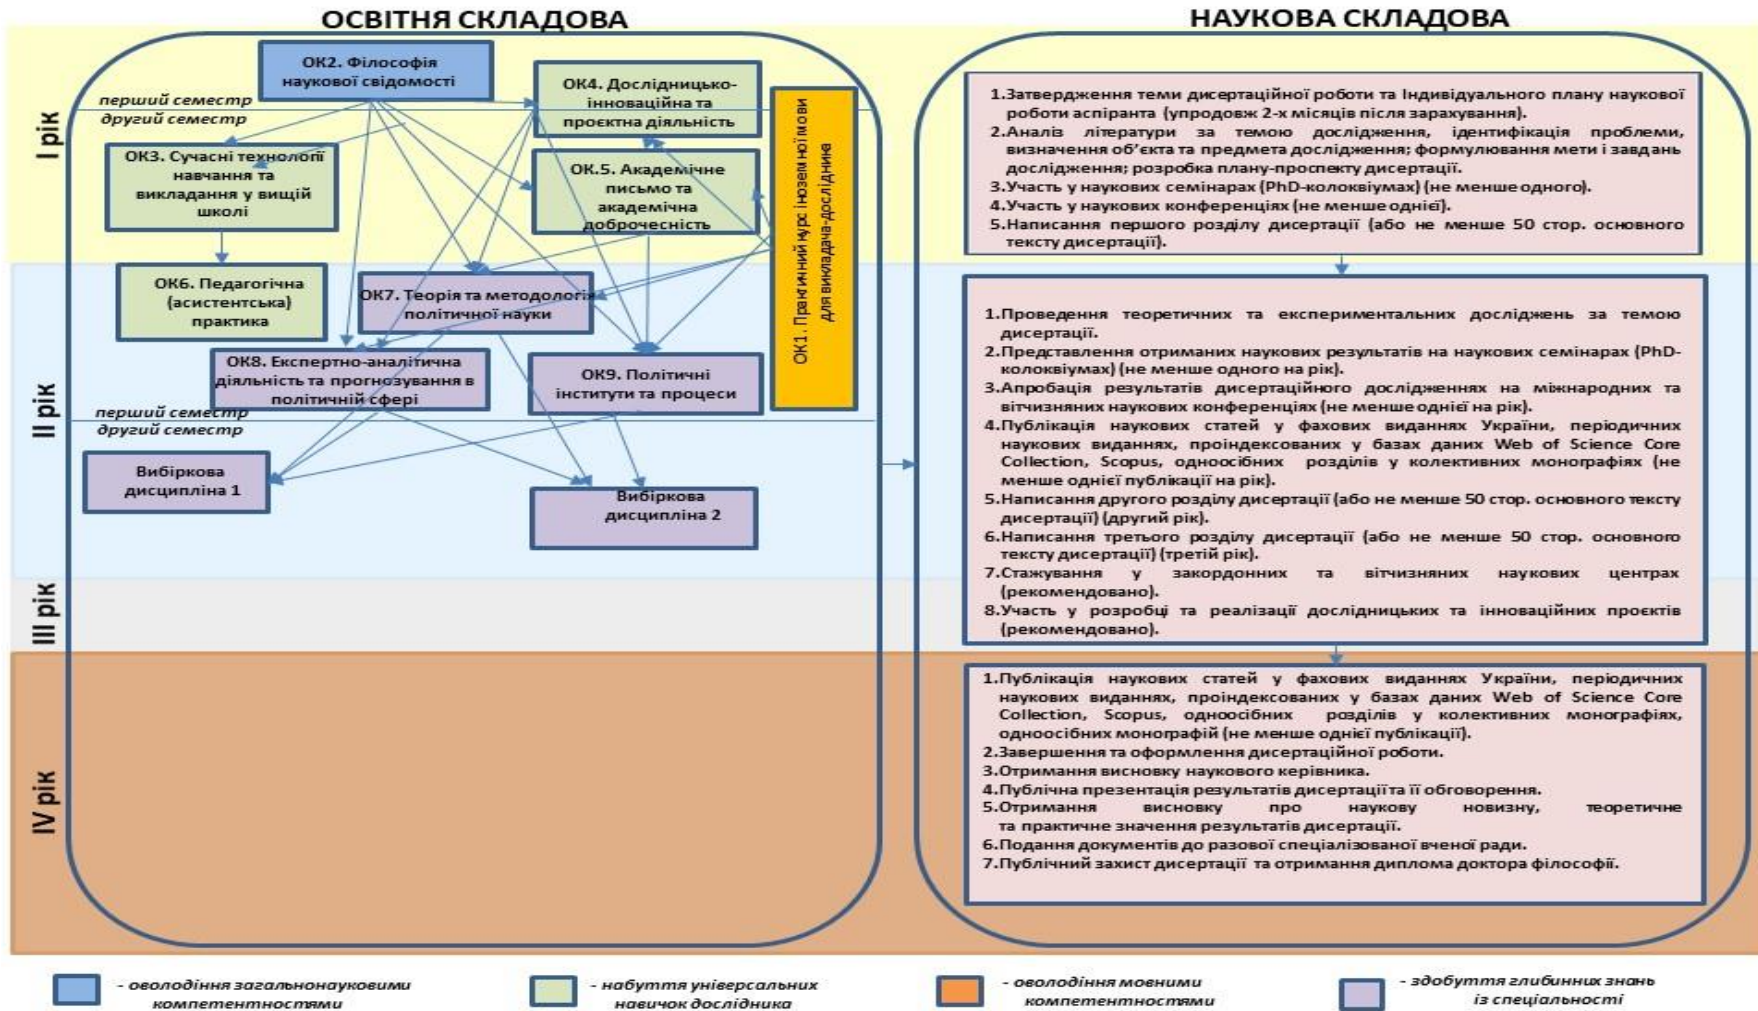 ОСВІТНЯ СКЛАДОВА
НАУКОВА СКЛАДОВА
І рік
перший семестр
другий семестр
ОК2. Філософія
наукової свідомості
ОК4. Дослідницько-
інноваційна та
проєктна діяльність
ОК3. Сучасні технології
навчання та
викладання у вищій
школі
ОК.5. Академічне
письмо та
академічна
доброчесність
ОК1. Практичний курс іноземної мови
для викладача-дослідника
ІІ рік
ОК6. Педагогічна
(асистентська)
практика
ОК7. Теорія та методологія
політичної науки
ОК8. Експертно-аналітична
діяльність та прогнозування в
політичній сфері
ОК9. Політичні
інститути та процеси
перший семестр
другий семестр
Вибіркова
дисципліна 1
Вибіркова
дисципліна 2
ІІІ рік
IV рік
1.Затвердження теми дисертаційної роботи та Індивідуального плану наукової
роботи аспіранта (упродовж 2-х місяців після зарахування).
2.Аналіз літератури за темою дослідження, ідентифікація проблеми,
визначення об’єкта та предмета дослідження; формулювання мети і завдань
дослідження; розробка плану-проспекту дисертації.
3.Участь у наукових семінарах (PhD-колоквіумах) (не менше одного).
4.Участь у наукових конференціях (не менше однієї).
5.Написання першого розділу дисертації (або не менше 50 стор. основного
тексту дисертації).
1.Проведення теоретичних та експериментальних досліджень за темою
дисертації.
2.Представлення отриманих наукових результатів на наукових семінарах (PhD-
колоквіумах) (не менше одного на рік).
3.Апробація результатів дисертаційного дослідженнях на міжнародних та
вітчизняних наукових конференціях (не менше однієї на рік).
4.Публікація наукових статей у фахових виданнях України, періодичних
наукових виданнях, проіндексованих у базах даних Web of Science Core
Collection, Scopus, одноосібних розділів у колективних монографіях (не
менше однієї публікації на рік).
5.Написання другого розділу дисертації (або не менше 50 стор. основного тексту
дисертації) (другий рік).
6.Написання третього розділу дисертації (або не менше 50 стор. основного
тексту дисертації) (третій рік).
7.Стажування у закордонних та вітчизняних наукових центрах
(рекомендовано).
8.Участь у розробці та реалізації дослідницьких та інноваційних проєктів
(рекомендовано).
1.Публікація наукових статей у фахових виданнях України, періодичних
наукових виданнях, проіндексованих у базах даних Web of Science Core
Collection, Scopus, одноосібних розділів у колективних монографіях,
одноосібних монографій (не менше однієї публікації).
2.Завершення та оформлення дисертаційної роботи.
3.Отримання висновку наукового керівника.
4.Публічна презентація результатів дисертації та її обговорення.
5.Отримання висновку про наукову новизну, теоретичне
та практичне значення результатів дисертації.
6.Подання документів до разової спеціалізованої вченої ради.
7.Публічний захист дисертації та отримання диплома доктора філософії.
- оволодіння загальнонауковими
компетентностями
- набуття універсальних
навичок дослідника
- оволодіння мовними
компетентностями
- здобуття глибинних знань
із спеціальності